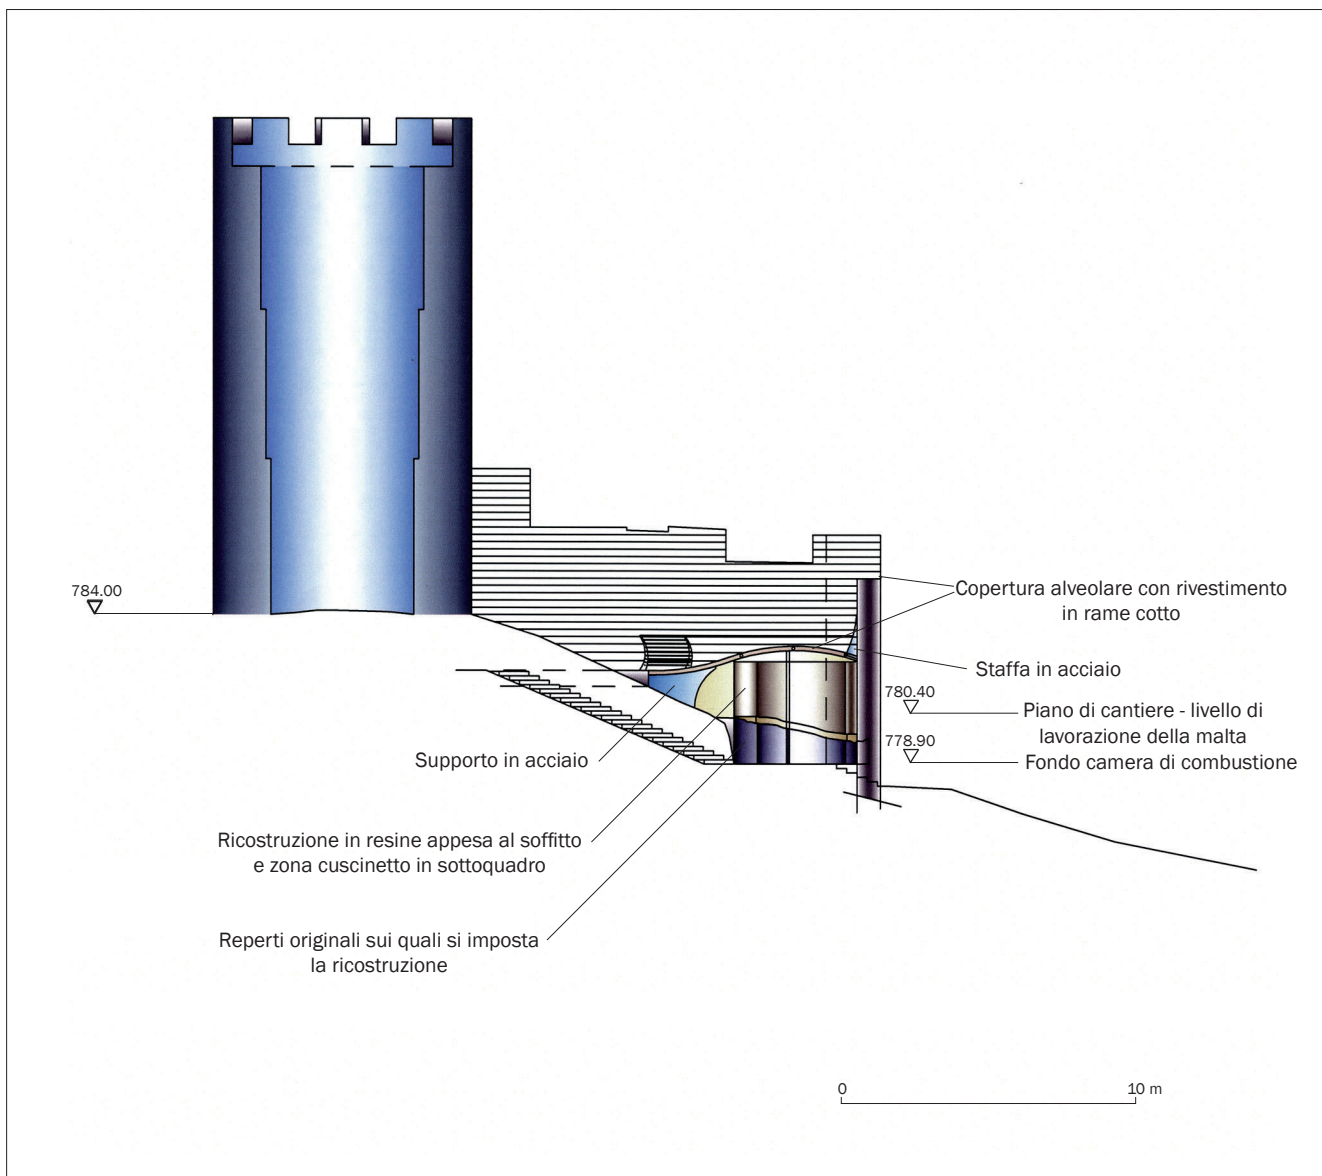 784.00
Copertura alveolare con rivestimento
in rame cotto
Staffa in acciaio
780.40
Piano di cantiere - livello di
lavorazione della malta
778.90
Fondo camera di combustione
Supporto in acciaio
Ricostruzione in resine appesa al soffitto
e zona cuscinetto in sottoquadro
Reperti originali sui quali si imposta
la ricostruzione
0 10 m